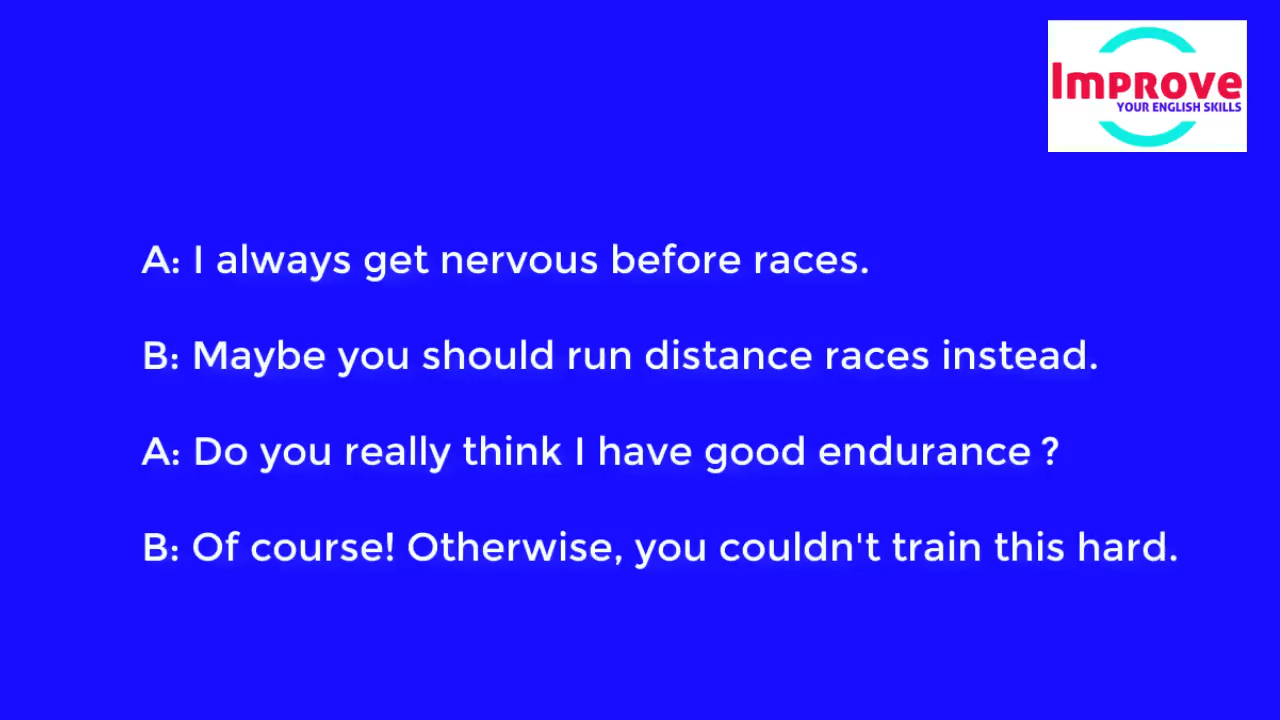 Improve
YOUR ENGLISH SKILLS
A: I always get nervous before races.
B: Maybe you should run distance races instead.
A: Do you really think I have good endurance ?
B: Of course! Otherwise, you couldn't train this hard.